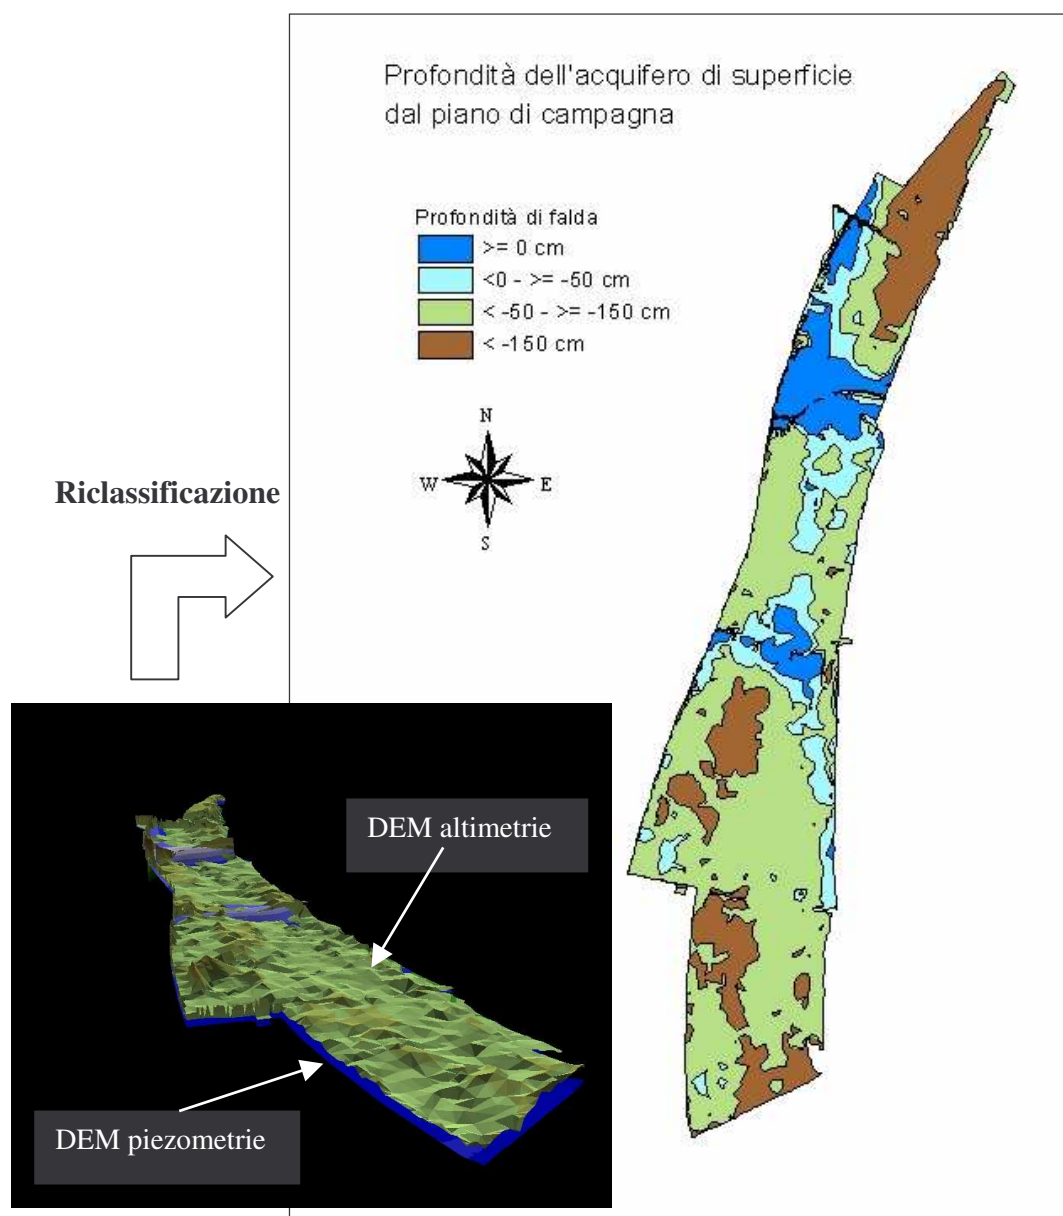 Profondità dell'acquifero di superficie
dal piano di campagna
Profondità di falda
>= 0 cm
<0 - >= -50 cm
< -50 - >= -150 cm
< -150 cm
N
W E
S
Riclassificazione
DEM altimetrie
DEM piezometrie